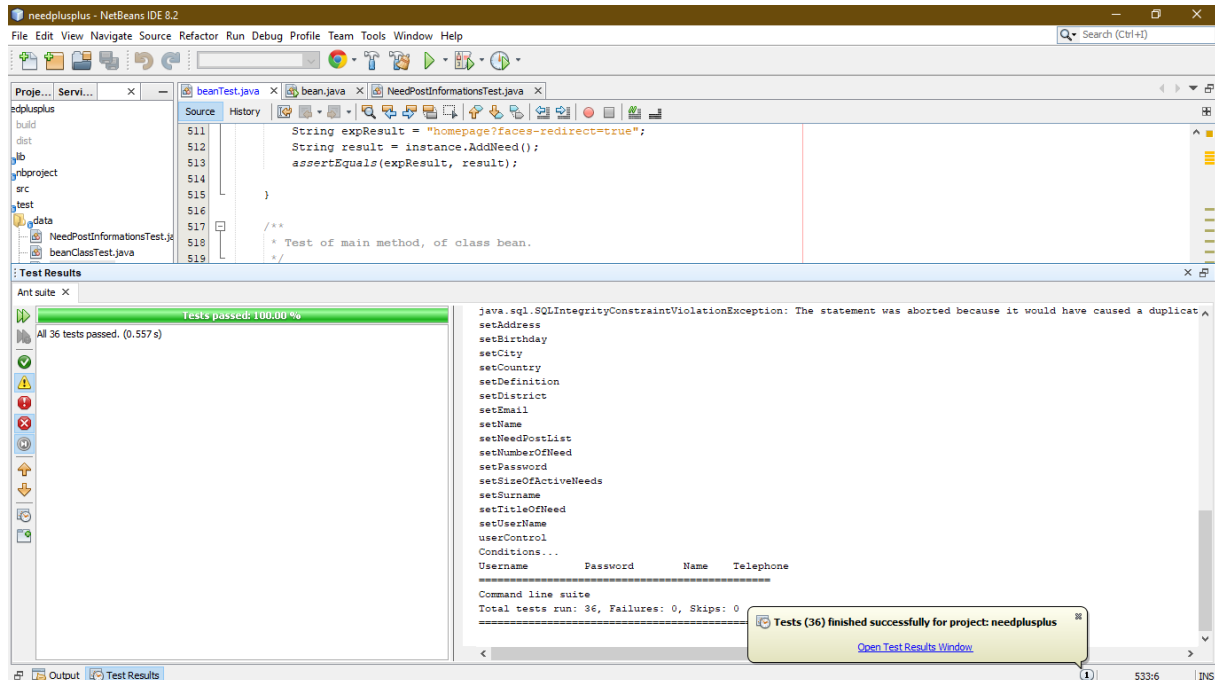 needplusplus - NetBeans IDE 8.2
File Edit View Navigate Source Refactor Run Debug Profile Team Tools Window Help
Search (Ctrl+I)
Proje... Servi...
beanTest.java bean.java NeedPostInformationsTest.java
edplusplus
build
dist
lib
nbproject
src
test
data
NeedPostInformationsTest.ja
beanClassTest.java
Source History
511 String expResult = "homepage?faces-redirect=true";
512 String result = instance.AddNeed();
513 assertEquals(expResult, result);
514
515 }
516
517 /**
518 * Test of main method, of class bean.
519 */
Test Results
Ant suite
Tests passed: 100.00 %
All 36 tests passed. (0.557 s)
java.sql.SQLIntegrityConstraintViolationException: The statement was aborted because it would have caused a duplicat
setAddress
setBirthday
setCity
setCountry
setDefinition
setDistrict
setEmail
setName
setNeedPostList
setNumberOfNeed
setPassword
setSizeOfActiveNeeds
setSurname
setTitleOfNeed
setUserName
userControl
Conditions...
Username Password Name Telephone
===============================================
Command line suite
Total tests run: 36, Failures: 0, Skips: 0
===============================================
Tests (36) finished successfully for project: needplusplus
Open Test Results Window
Output Test Results
1 533:6 INS